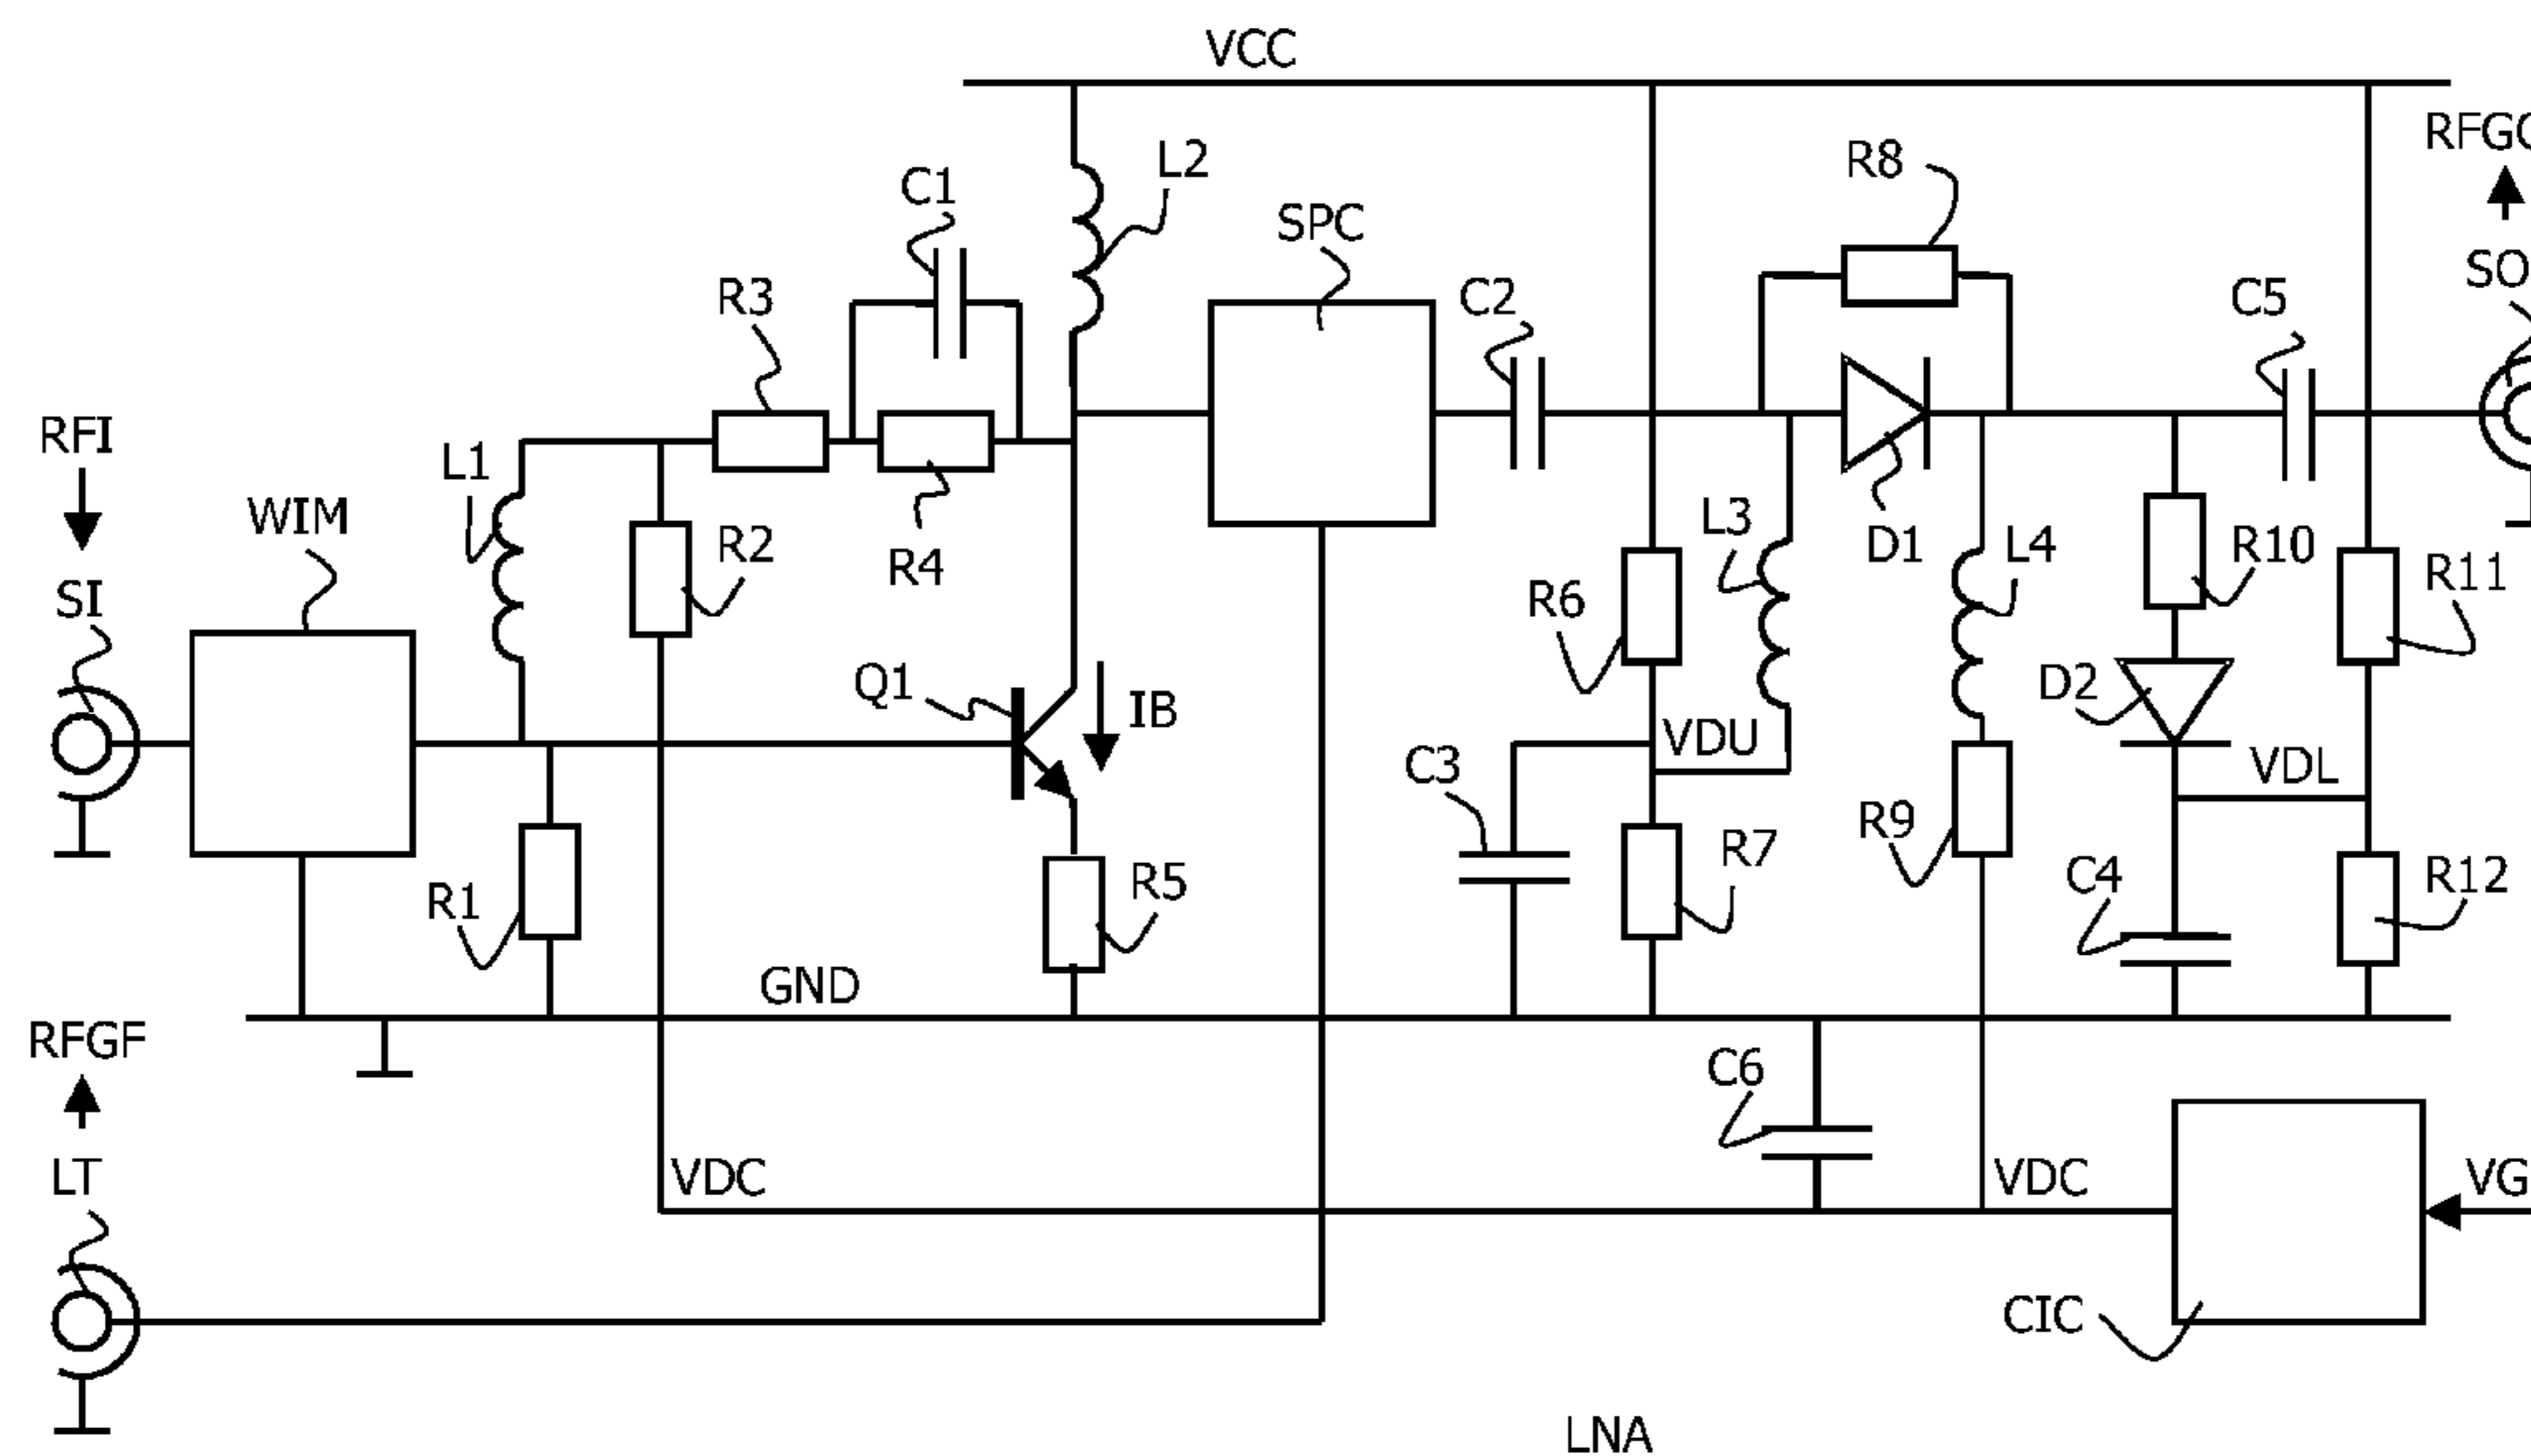 VCC
RFGC
R8
L2
C1
SPC
SO
R3
C2
C5
RFI
L1
WIM
R2
R4
L3
D1
L4
R10
R11
SI
R6
Q1
IB
D2
VDU
VDL
C3
R9
R7
C4
R12
R1
R5
GND
RFGF
C6
LT
VDC
VDC
VG
CIC
LNA